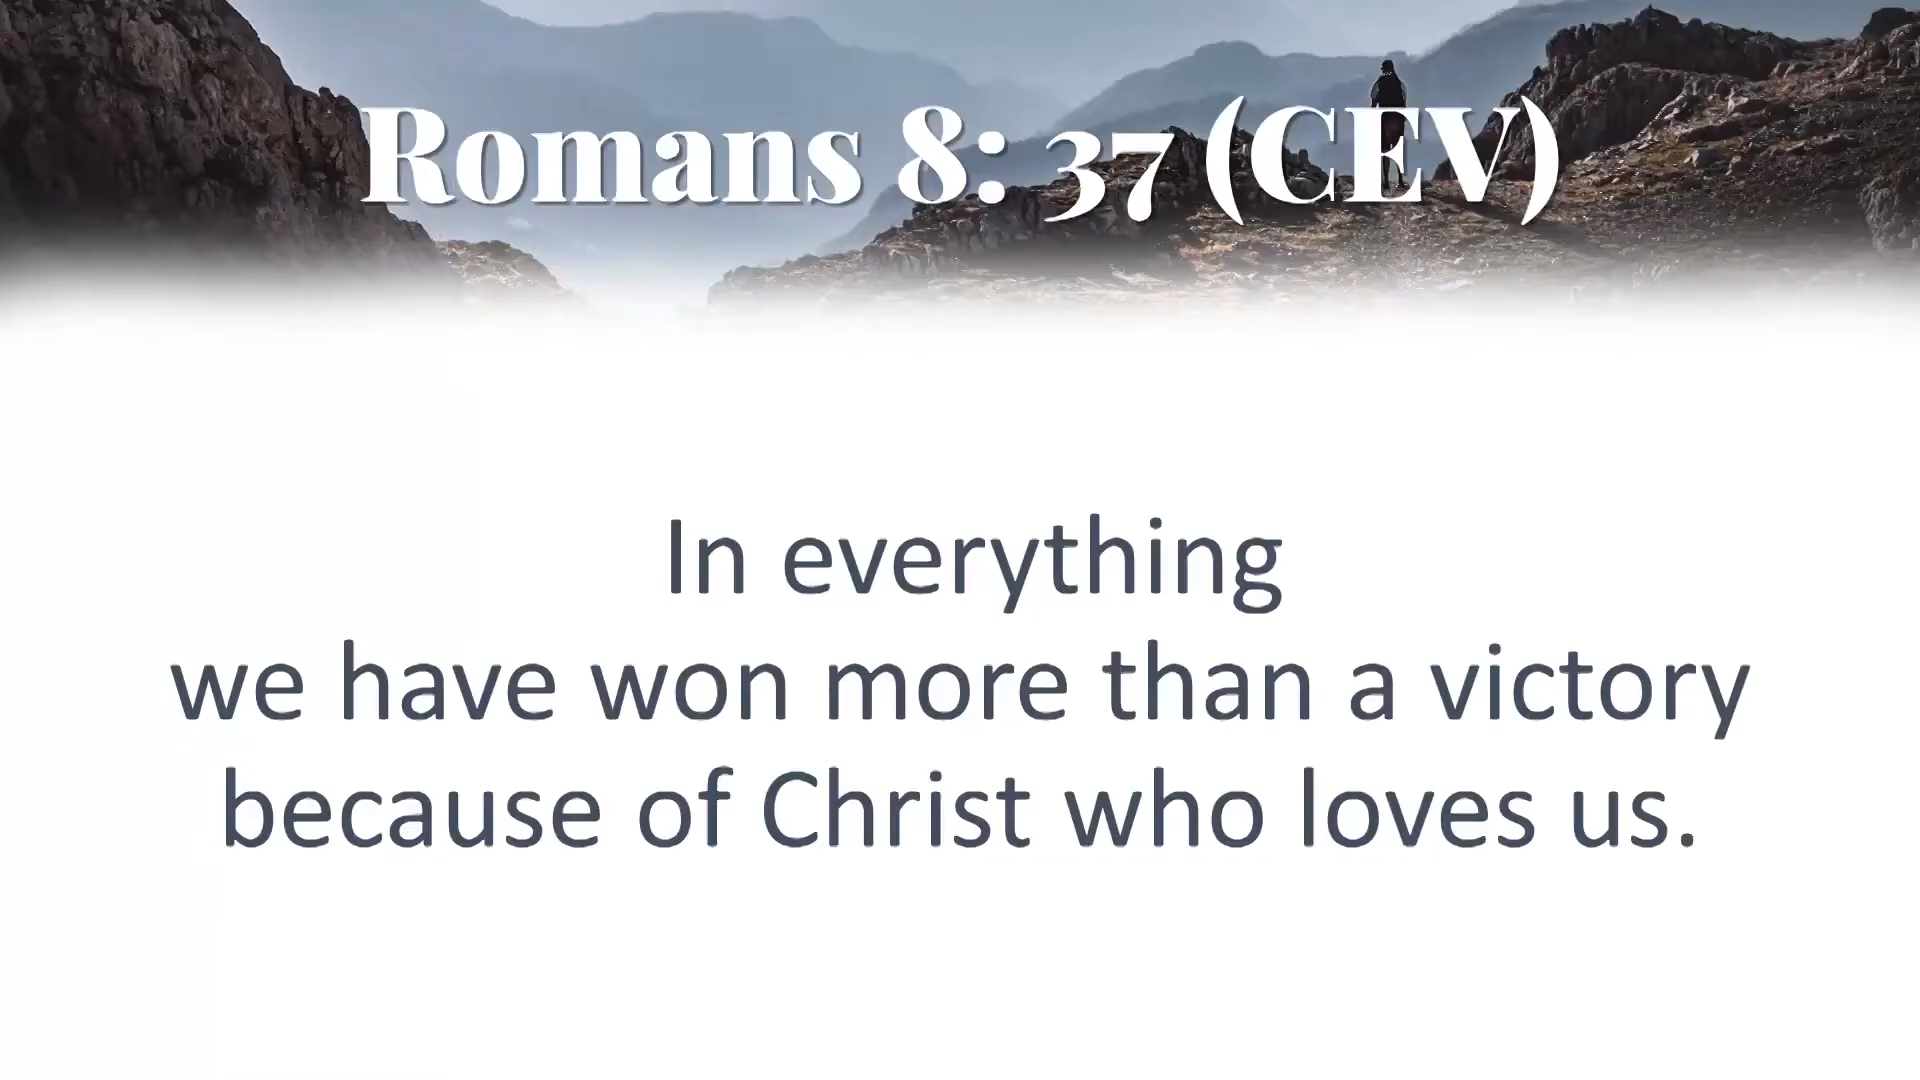 Romans 8: 37 (CEV)
In everything
we have won more than a victory
because of Christ who loves us.